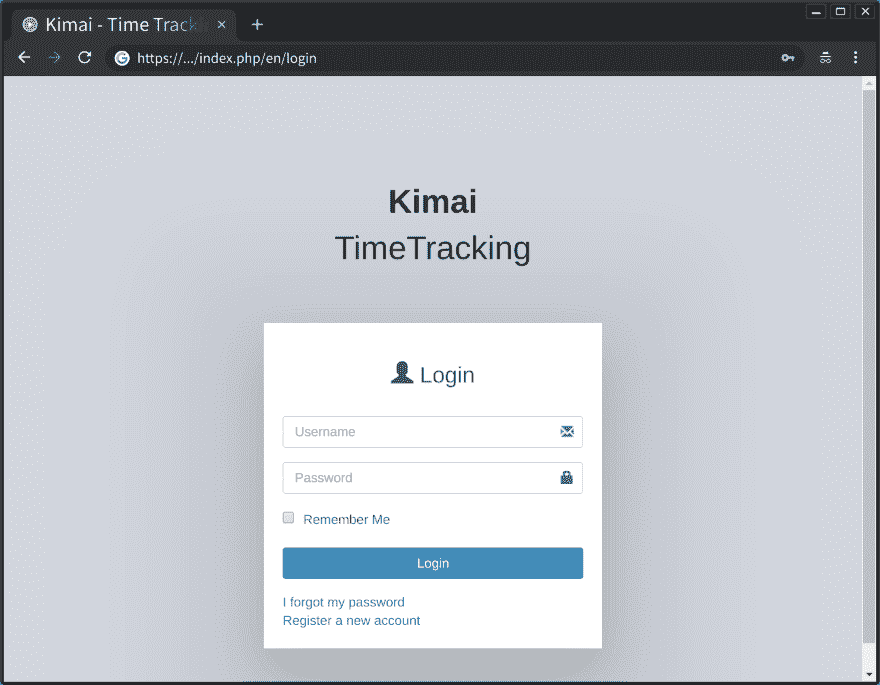 Kimai - Time Track
https://.../index.php/en/login
Kimai
TimeTracking
Login
Username
Password
Remember Me
Login
I forgot my password
Register a new account